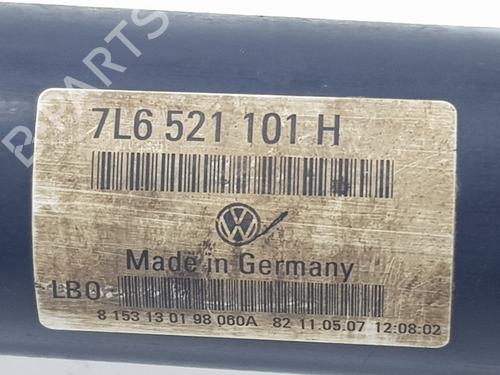 7L6 521 101 H
Made in Germany
LBO
8 153 13 01 98 060A 82 11.05.07 12:08:02
B-PARTS